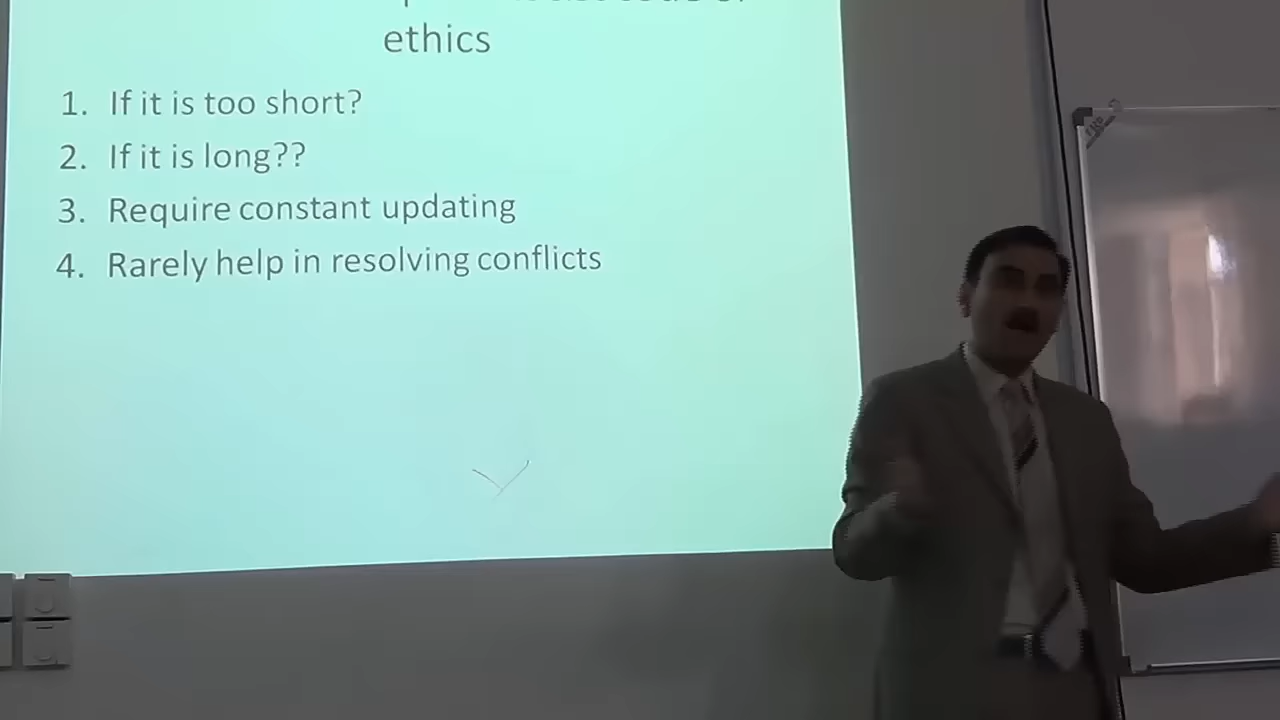 ethics
1. If it is too short?
2. If it is long??
3. Require constant updating
4. Rarely help in resolving conflicts